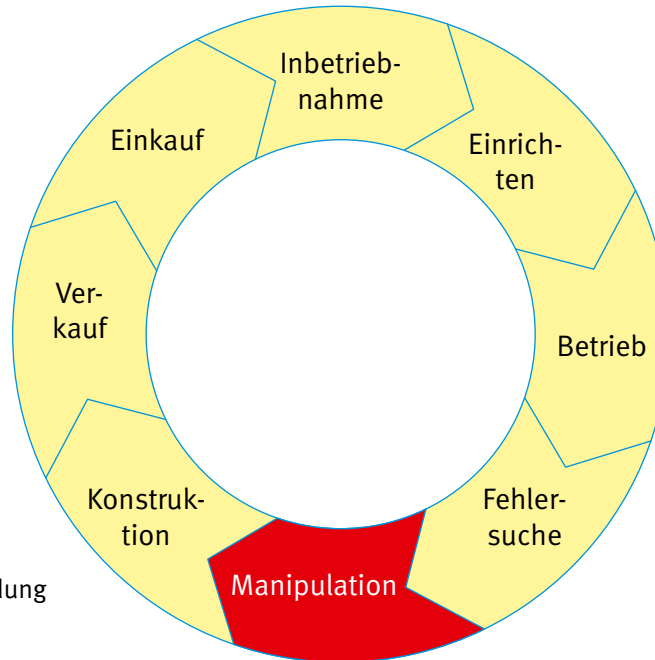 Inbetrieb-
nahme
Einrich-
ten
Betrieb
Fehler-
suche
Manipulation
Konstruk-
tion
Ver-
kauf
Einkauf